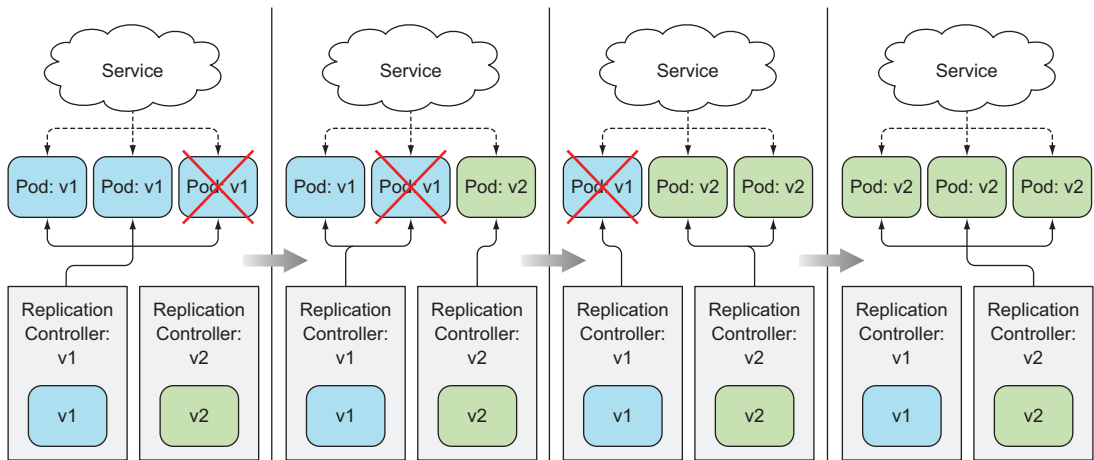 Service
Service
Service
Service
Pod: v1
Pod: v1
Pod: v1
Pod: v1
Pod: v1
Pod: v2
Pod: v1
Pod: v2
Pod: v2
Pod: v2
Pod: v2
Pod: v2
Replication
Controller:
v1
v1
Replication
Controller:
v2
v2
Replication
Controller:
v1
v1
Replication
Controller:
v2
v2
Replication
Controller:
v1
v1
Replication
Controller:
v2
v2
Replication
Controller:
v1
v1
Replication
Controller:
v2
v2